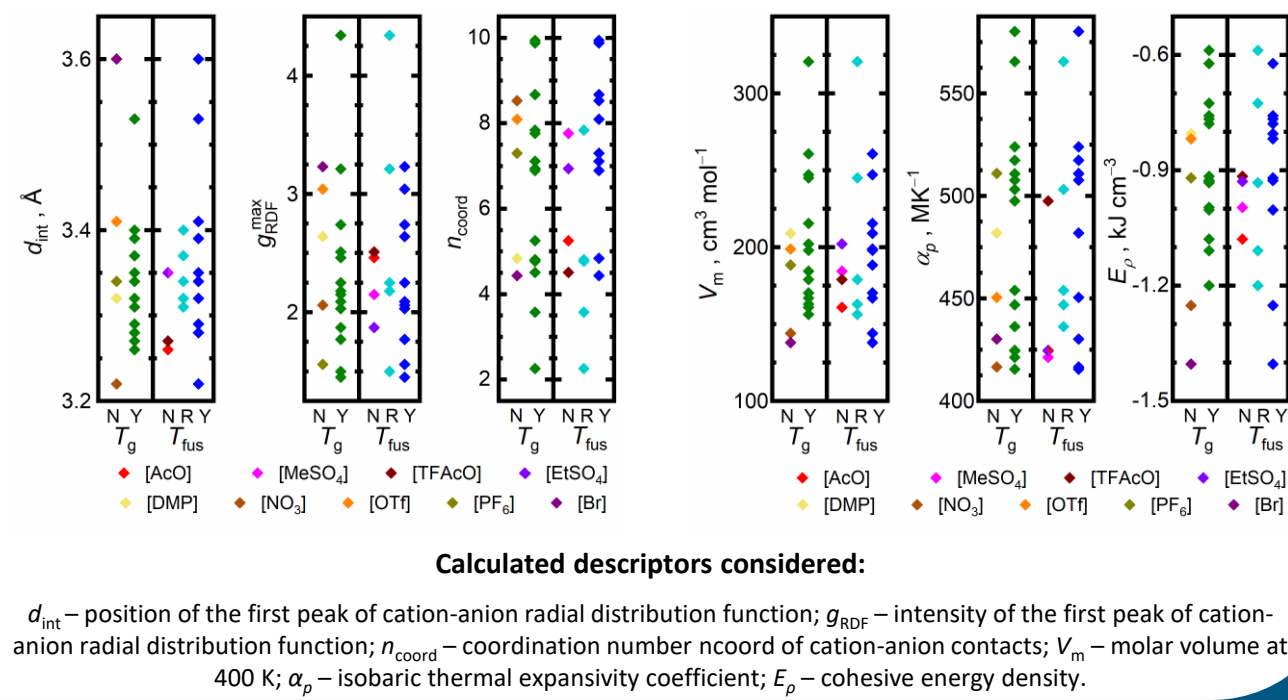 d_int , Å
3.6
3.4
3.2
N Y N R Y
T_g T_fus
g_RDF^max
4
3
2
N Y N R Y
T_g T_fus
n_coord
10
8
6
4
2
N Y N R Y
T_g T_fus
[AcO] [MeSO₄] [TFAcO] [EtSO₄]
[DMP] [NO₃] [OTf] [PF₆] [Br]
V_m , cm³ mol⁻¹
300
200
100
N Y N R Y
T_g T_fus
α_p , MK⁻¹
550
500
450
400
N Y N R Y
T_g T_fus
E_ρ , kJ cm⁻³
-0.6
-0.9
-1.2
-1.5
N Y N R Y
T_g T_fus
[AcO] [MeSO₄] [TFAcO] [EtSO₄]
[DMP] [NO₃] [OTf] [PF₆] [Br]
Calculated descriptors considered:
d_int – position of the first peak of cation-anion radial distribution function; g_RDF – intensity of the first peak of cation-
anion radial distribution function; n_coord – coordination number ncoord of cation-anion contacts; V_m – molar volume at
400 K; α_p – isobaric thermal expansivity coefficient; E_ρ – cohesive energy density.